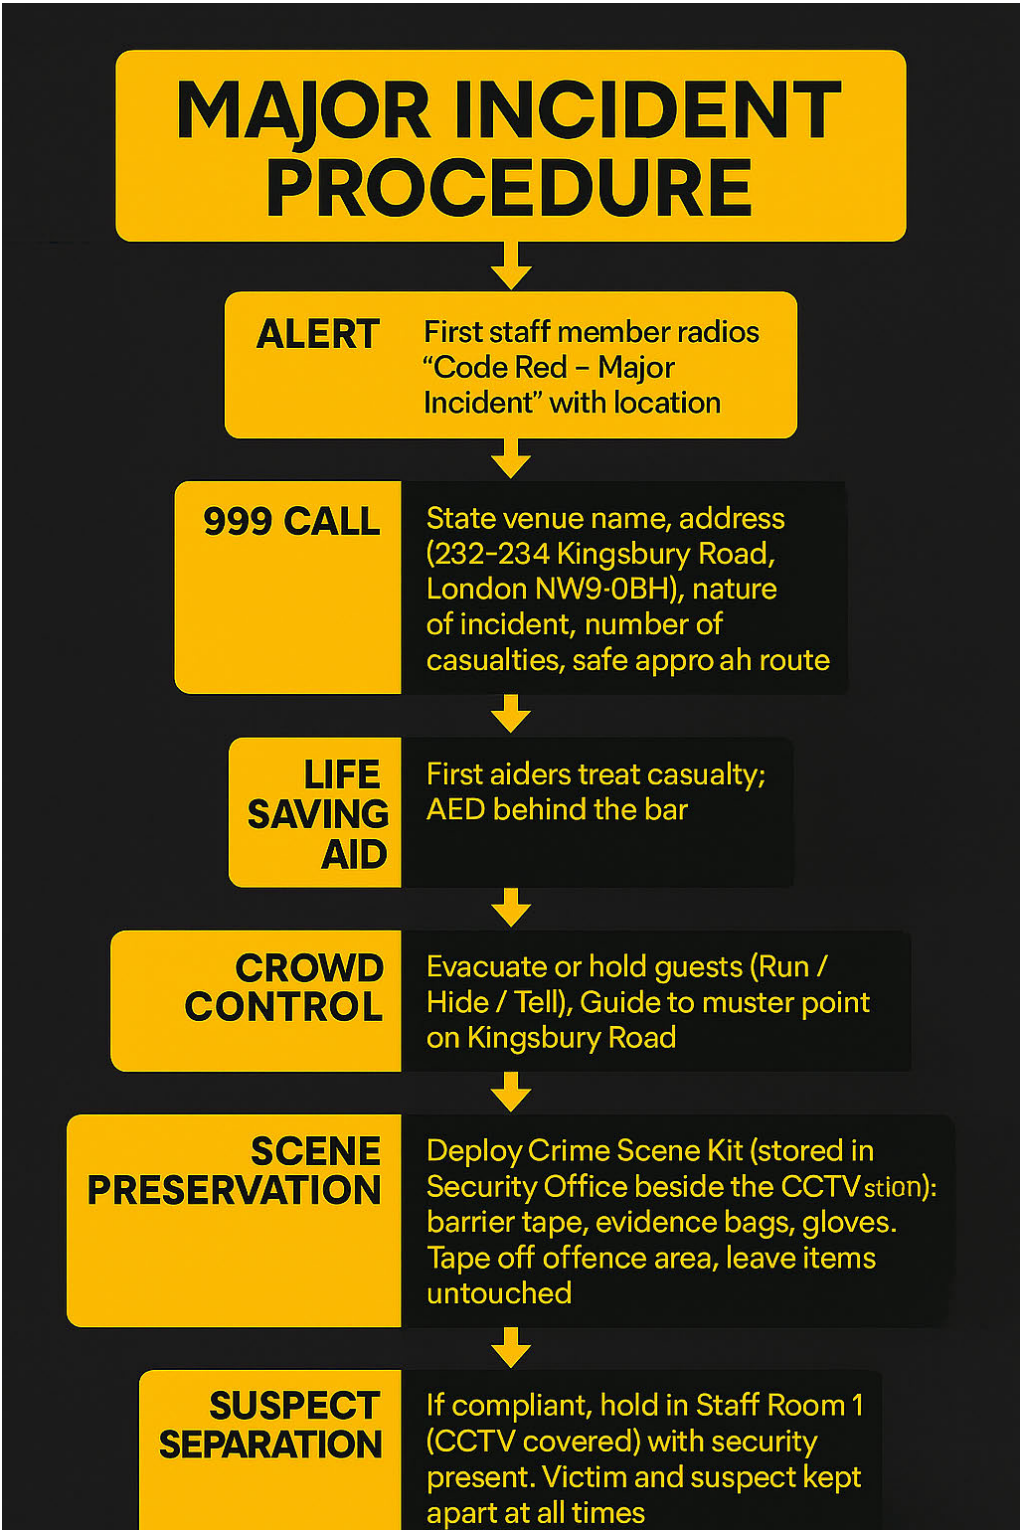 MAJOR INCIDENT
PROCEDURE
ALERT
First staff member radios
“Code Red – Major
Incident” with location
999 CALL
State venue name, address
(232–234 Kingsbury Road,
London NW9·0BH), nature
of incident, number of
casualties, safe appro ah route
LIFE
SAVING
AID
First aiders treat casualty;
AED behind the bar
CROWD
CONTROL
Evacuate or hold guests (Run /
Hide / Tell), Guide to muster point
on Kingsbury Road
SCENE
PRESERVATION
Deploy Crime Scene Kit (stored in
Security Office beside the CCTV stion):
barrier tape, evidence bags, gloves.
Tape off offence area, leave items
untouched
SUSPECT
SEPARATION
If compliant, hold in Staff Room 1
(CCTV covered) with security
present. Victim and suspect kept
apart at all times